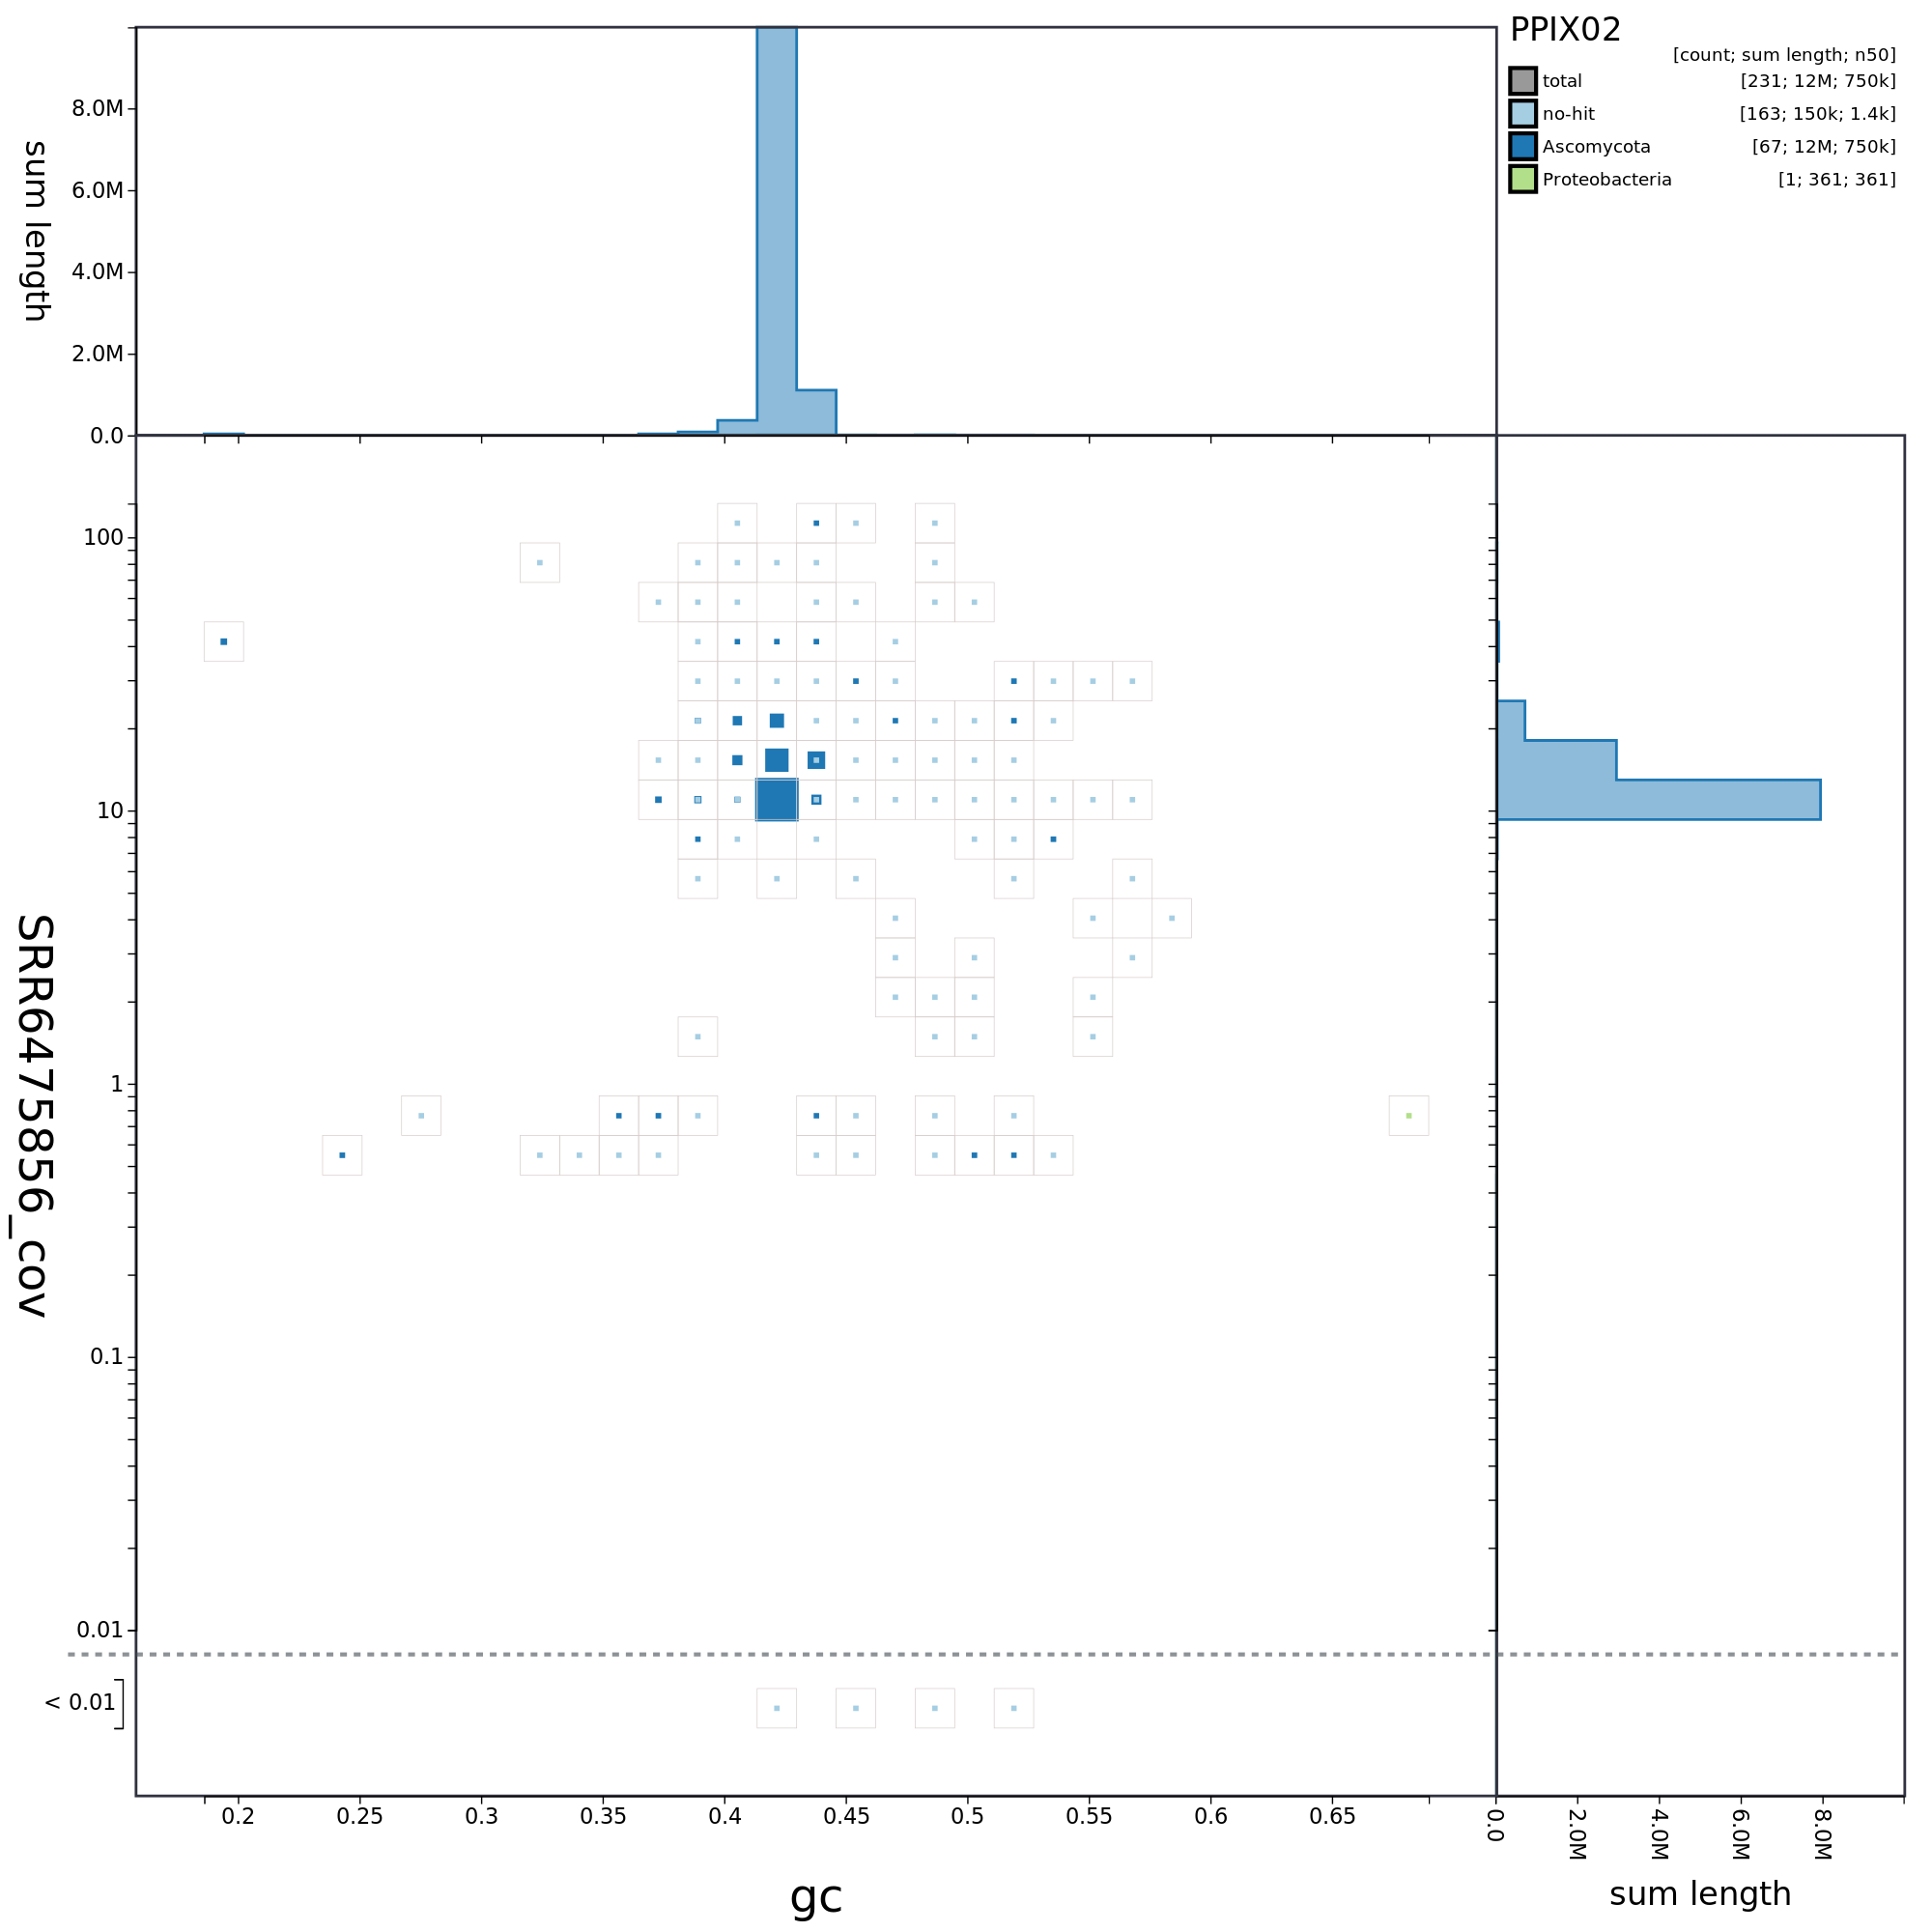 PPIX02
[count; sum length; n50]
total [231; 12M; 750k]
no-hit [163; 150k; 1.4k]
Ascomycota [67; 12M; 750k]
Proteobacteria [1; 361; 361]
sum length
8.0M
6.0M
4.0M
2.0M
0.0
SRR6475856_cov
100
10
1
0.1
0.01
< 0.01
0.2 0.25 0.3 0.35 0.4 0.45 0.5 0.55 0.6 0.65
gc
0.0 2.0M 4.0M 6.0M 8.0M
sum length